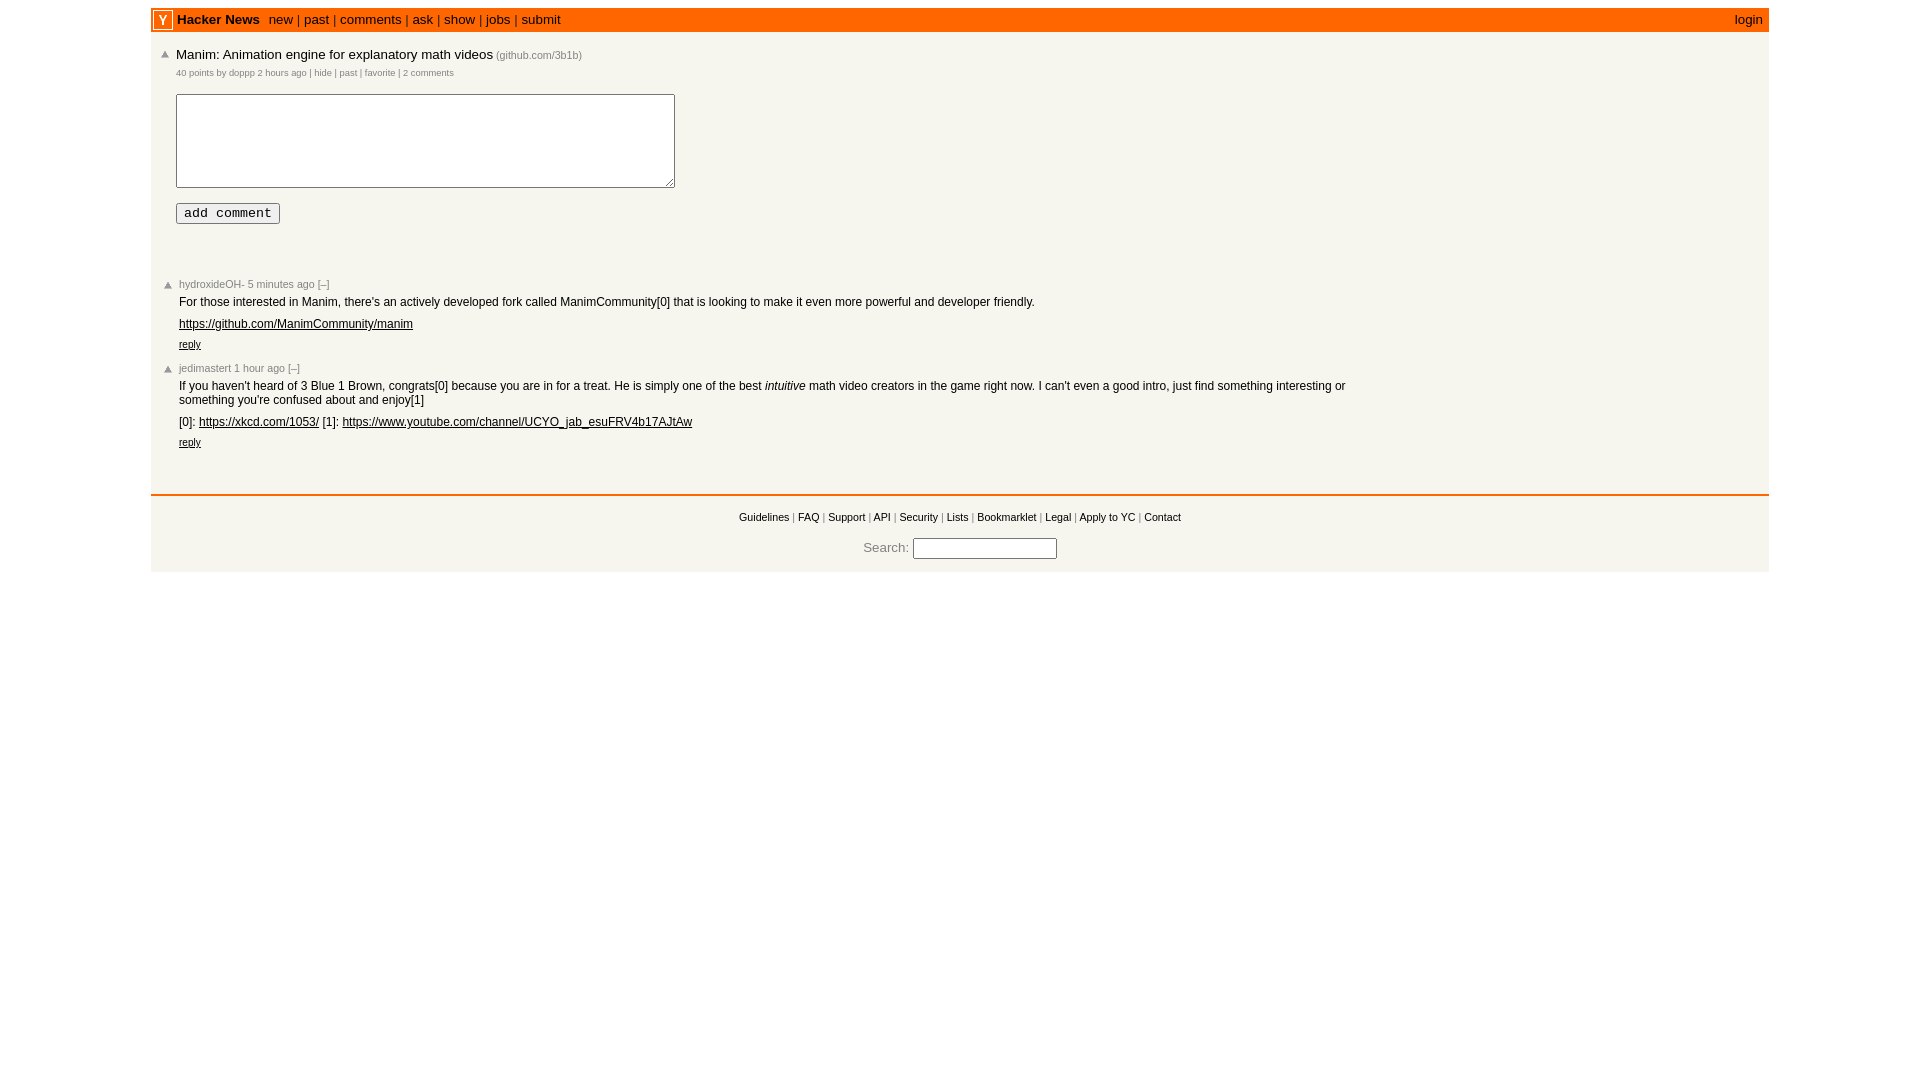 Y Hacker News new | past | comments | ask | show | jobs | submit login
Manim: Animation engine for explanatory math videos (github.com/3b1b)
40 points by doppp 2 hours ago | hide | past | favorite | 2 comments
add comment
hydroxideOH- 5 minutes ago [–]
For those interested in Manim, there's an actively developed fork called ManimCommunity[0] that is looking to make it even more powerful and developer friendly.
https://github.com/ManimCommunity/manim
reply
jedimastert 1 hour ago [–]
If you haven't heard of 3 Blue 1 Brown, congrats[0] because you are in for a treat. He is simply one of the best intuitive math video creators in the game right now. I can't even a good intro, just find something interesting or
something you're confused about and enjoy[1]
[0]: https://xkcd.com/1053/ [1]: https://www.youtube.com/channel/UCYO_jab_esuFRV4b17AJtAw
reply
Guidelines | FAQ | Support | API | Security | Lists | Bookmarklet | Legal | Apply to YC | Contact
Search: